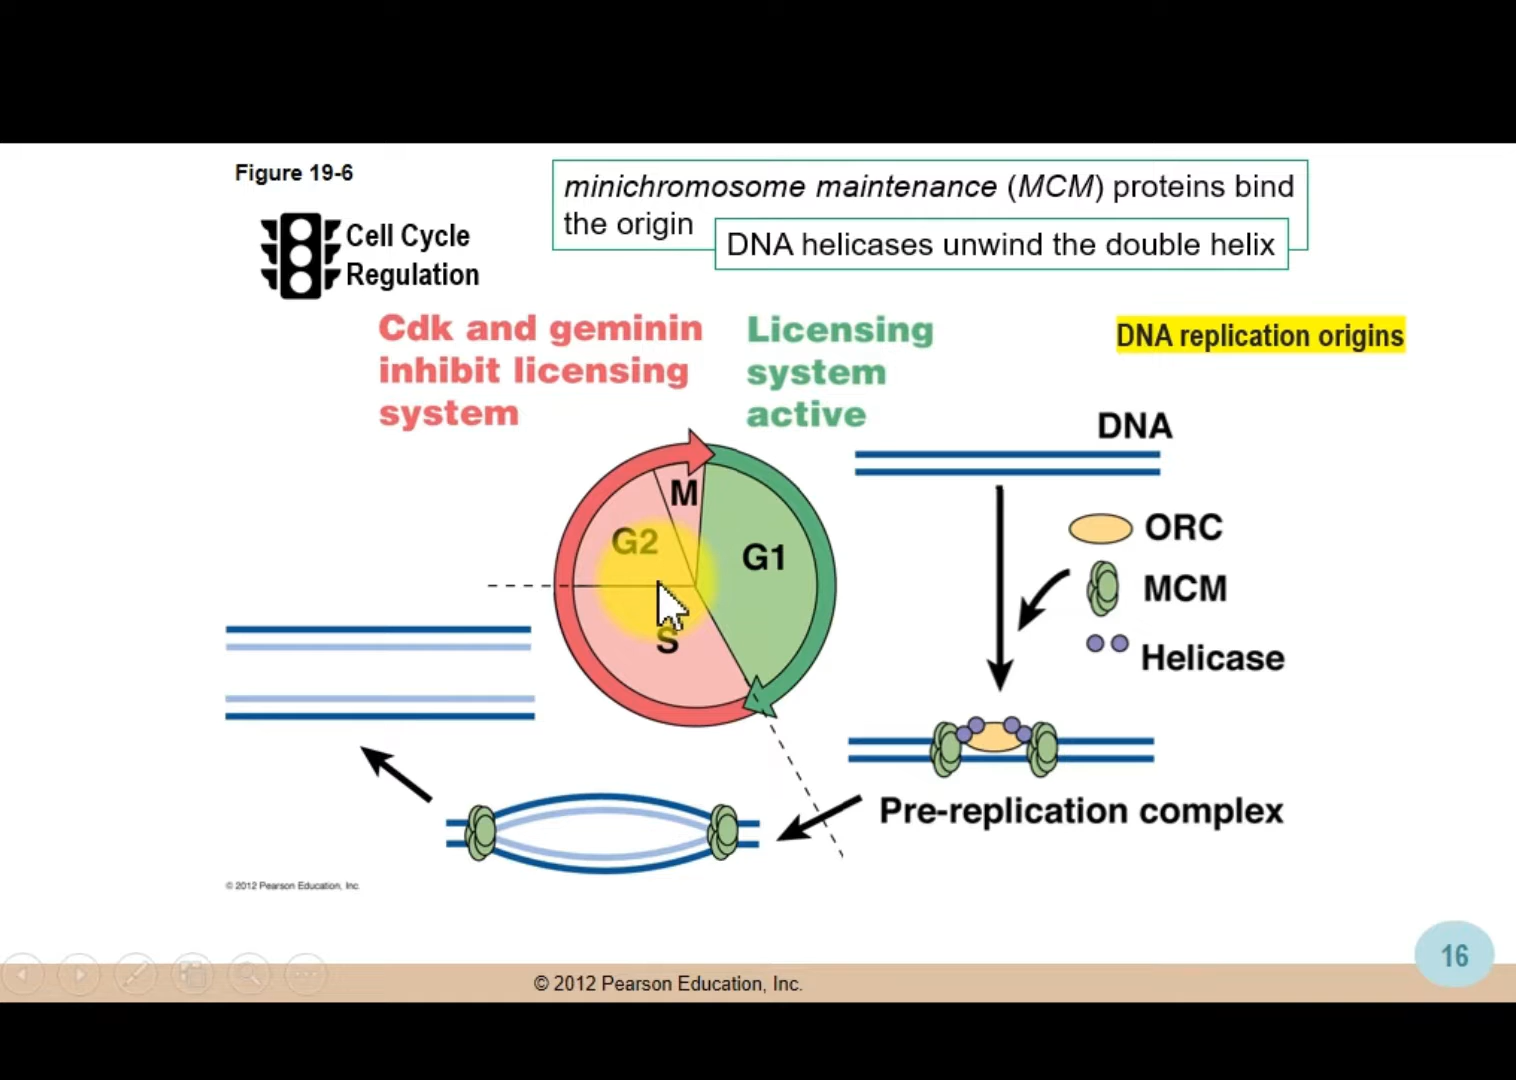 Figure 19-6
minichromosome maintenance (MCM) proteins bind
the origin
DNA helicases unwind the double helix
Cell Cycle
Regulation
Cdk and geminin
inhibit licensing
system
Licensing
system
active
DNA replication origins
DNA
ORC
MCM
Helicase
M
G2
G1
S
Pre-replication complex
© 2012 Pearson Education, Inc.
16
© 2012 Pearson Education, Inc.